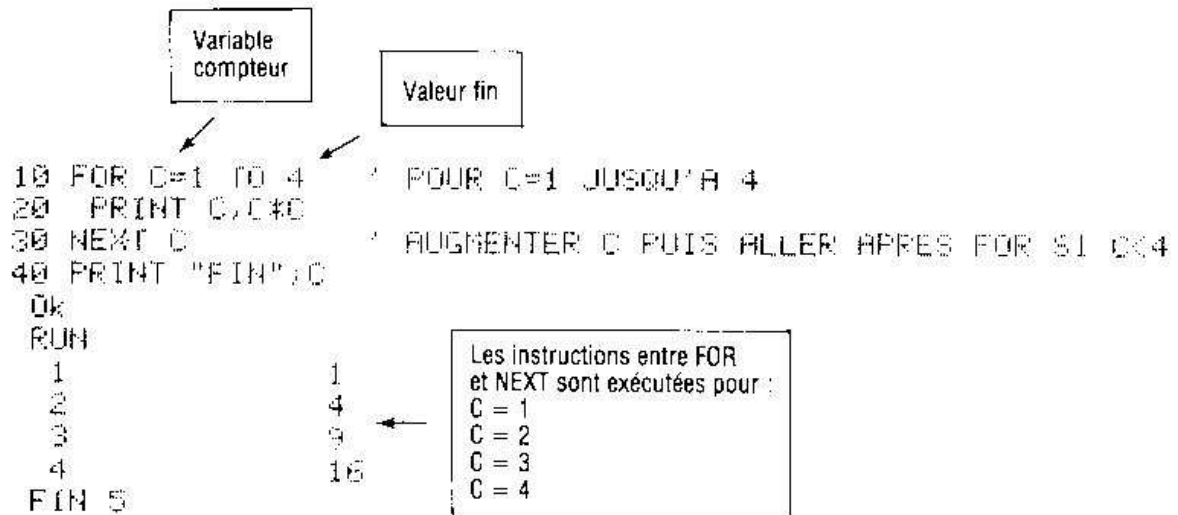 Variable
compteur
Valeur fin
10 FOR C=1 TO 4 ' POUR C=1 JUSQU'A 4
20 PRINT C,C*C
30 NEXT C ' AUGMENTER C PUIS ALLER APRES FOR SI C<4
40 PRINT "FIN";C
Ok
RUN
1 1
2 4
3 9
4 16
FIN 5
Les instructions entre FOR
et NEXT sont exécutées pour :
C = 1
C = 2
C = 3
C = 4